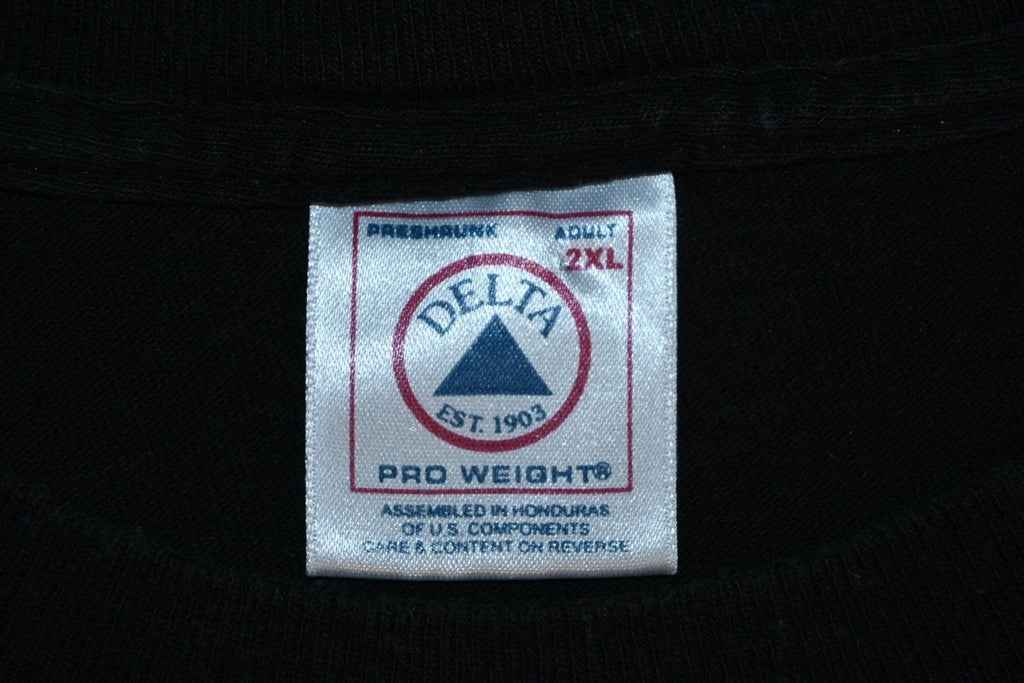 PRESHRUNK ADULT
2XL
DELTA
EST. 1903
PRO WEIGHT®
ASSEMBLED IN HONDURAS
OF U.S. COMPONENTS
CARE & CONTENT ON REVERSE